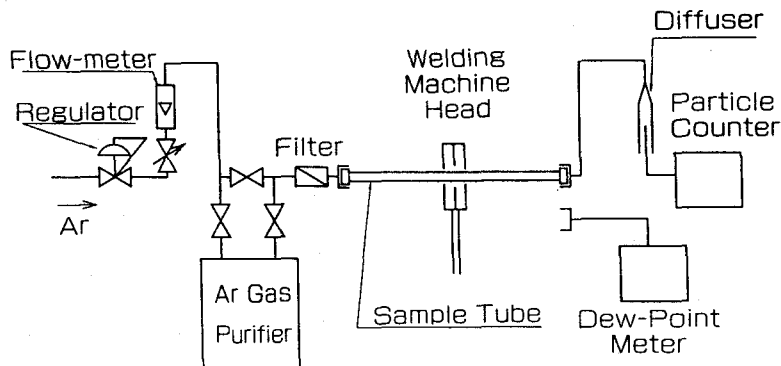 Diffuser
Flow-meter
Welding
Machine
Head
Regulator
Particle
Counter
Filter
Ar
Ar Gas
Purifier
Sample Tube
Dew-Point
Meter